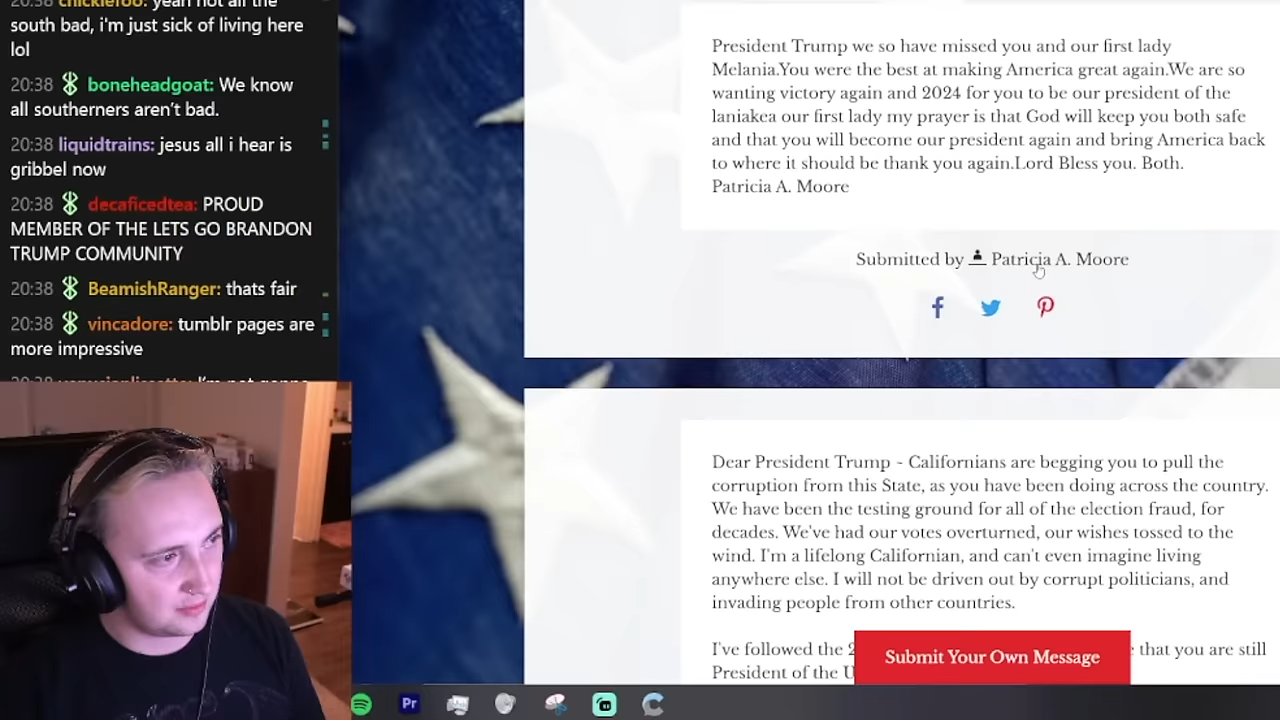 20:38 chicklefoo: yeah not all the
south bad, i'm just sick of living here
lol
20:38 boneheadgoat: We know
all southerners aren't bad.
20:38 liquidtrains: jesus all i hear is
gribbel now
20:38 decaficedtea: PROUD
MEMBER OF THE LETS GO BRANDON
TRUMP COMMUNITY
20:38 BeamishRanger: thats fair
20:38 vincadore: tumblr pages are
more impressive
President Trump we so have missed you and our first lady
Melania.You were the best at making America great again.We are so
wanting victory again and 2024 for you to be our president of the
laniakea our first lady my prayer is that God will keep you both safe
and that you will become our president again and bring America back
to where it should be thank you again.Lord Bless you. Both.
Patricia A. Moore
Submitted by Patricia A. Moore
Dear President Trump ~ Californians are begging you to pull the
corruption from this State, as you have been doing across the country.
We have been the testing ground for all of the election fraud, for
decades. We've had our votes overturned, our wishes tossed to the
wind. I'm a lifelong Californian, and can't even imagine living
anywhere else. I will not be driven out by corrupt politicians, and
invading people from other countries.
I've followed the that you are still
President of the
Submit Your Own Message
Pr